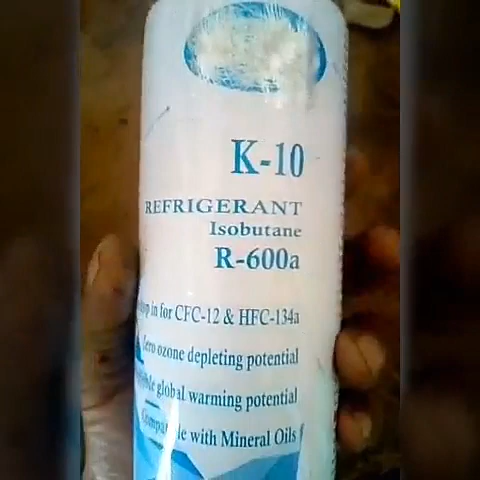 K-10
REFRIGERANT
Isobutane
R-600a
in for CFC-12 & HFC-134a
ozone depleting potential
global warming potential
with Mineral Oils